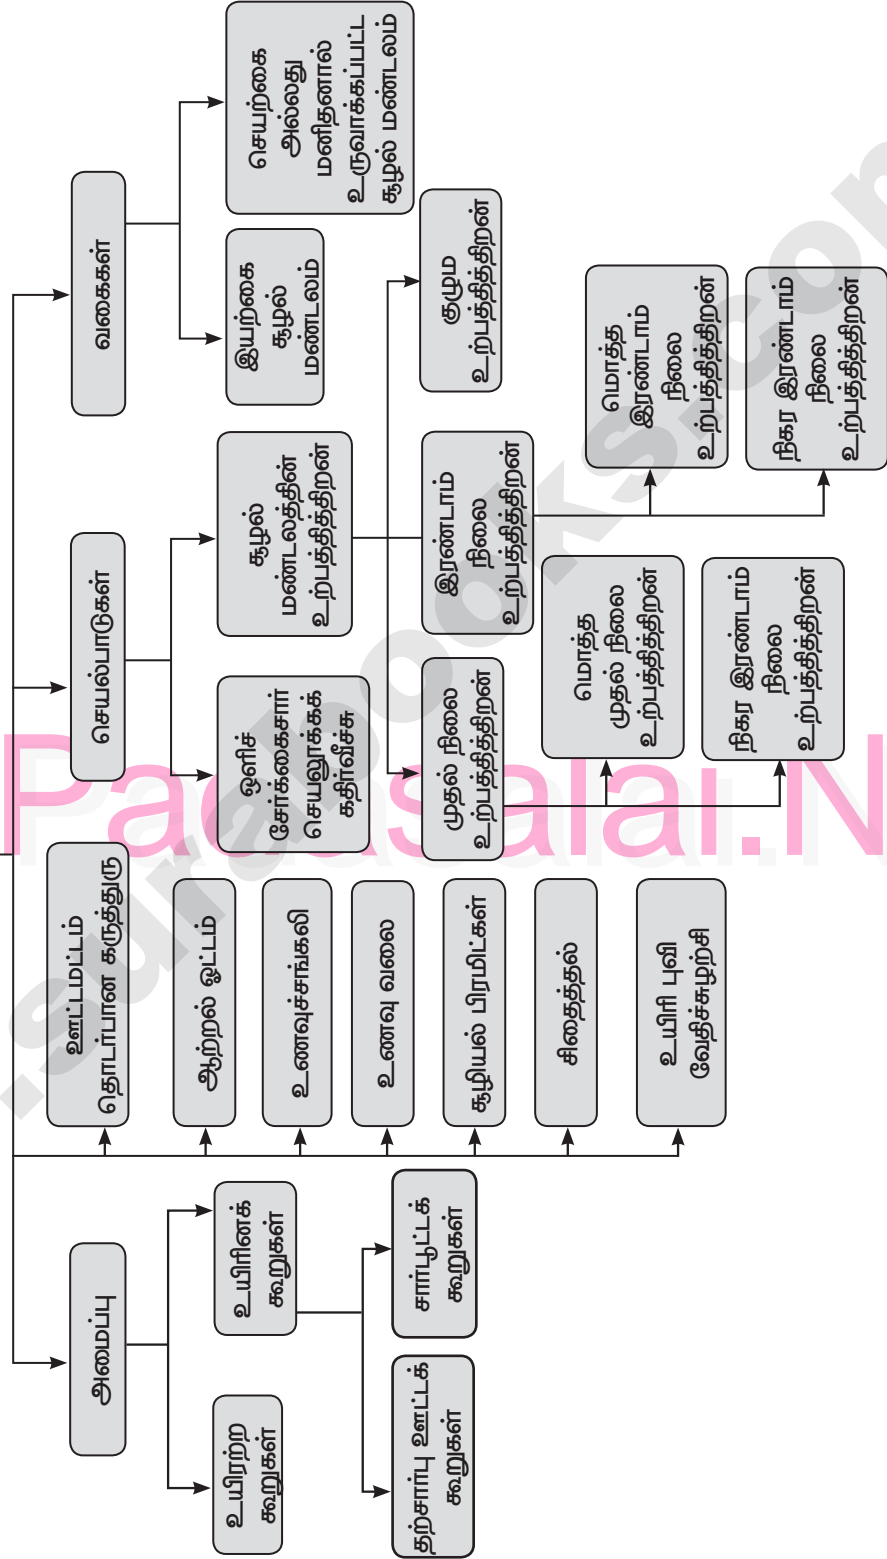 அமைப்பு
உயிரற்ற
கூறுகள்
உயிரினக்
கூறுகள்
தற்சார்பு ஊட்டக்
கூறுகள்
சார்பூட்டக்
கூறுகள்
ஊட்டமட்டம்
தொடர்பான கருத்துரு
ஆற்றல் ஓட்டம்
உணவுச்சங்கலி
உணவு வலை
சூழியல் பிரமிட்கள்
சிதைத்தல்
உயிரி புவி
வேதிச்சுழற்சி
செயல்பாடுகள்
ஒளிச்
சேர்க்கைசார்
செயலூக்கக்
கதிர்வீச்சு
சூழல்
மண்டலத்தின்
உற்பத்தித்திறன்
முதல் நிலை
உற்பத்தித்திறன்
மொத்த
முதல் நிலை
உற்பத்தித்திறன்
நிகர இரண்டாம்
நிலை
உற்பத்தித்திறன்
இரண்டாம்
நிலை
உற்பத்தித்திறன்
மொத்த
இரண்டாம்
நிலை
உற்பத்தித்திறன்
நிகர இரண்டாம்
நிலை
உற்பத்தித்திறன்
குழும
உற்பத்தித்திறன்
வகைகள்
இயற்கை
சூழல்
மண்டலம்
செயற்கை
அல்லது
மனிதனால்
உருவாக்கப்பட்ட
சூழல் மண்டலம்
Padasalai.N
.surabooks.com